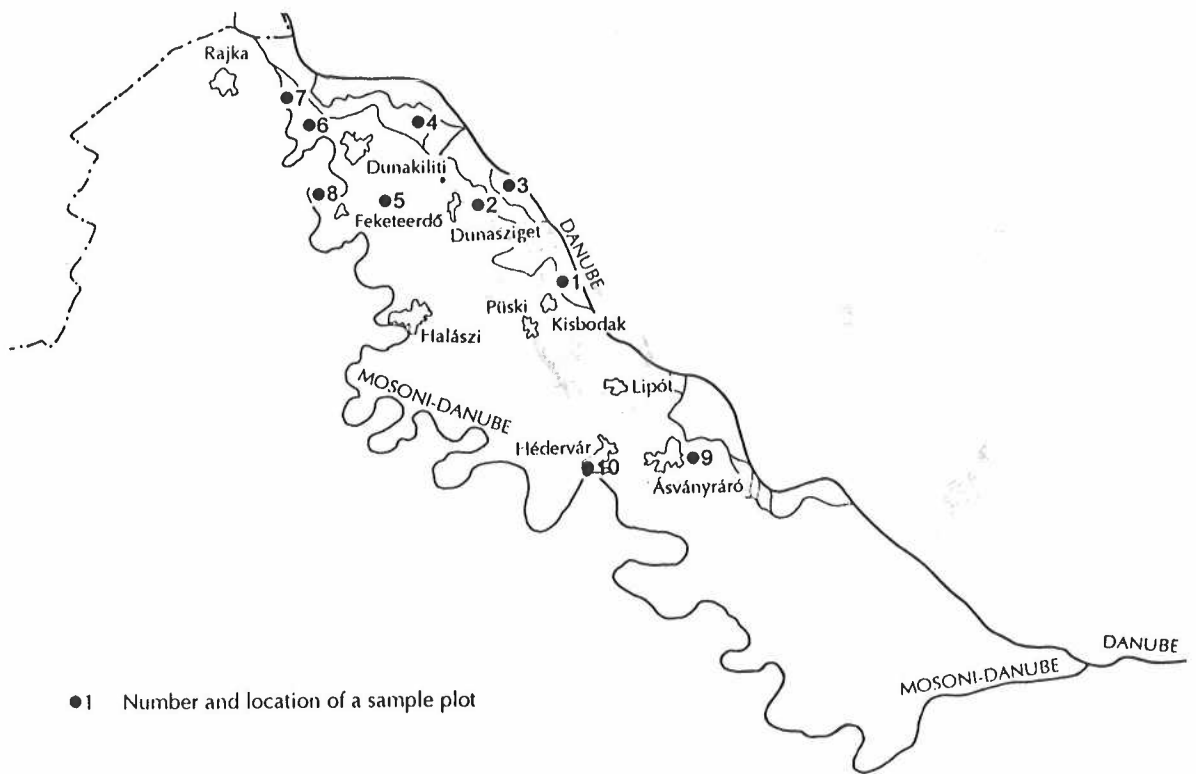 Rajka
7
6
4
Dunakiliti
3
8
5
2
Feketeerdő
Dunasziget
DANUBE
1
Püski
Kisbodak
Halászi
MOSONI-DANUBE
Lipót
Hédervár
10
9
Ásványráró
DANUBE
MOSONI-DANUBE
1 Number and location of a sample plot